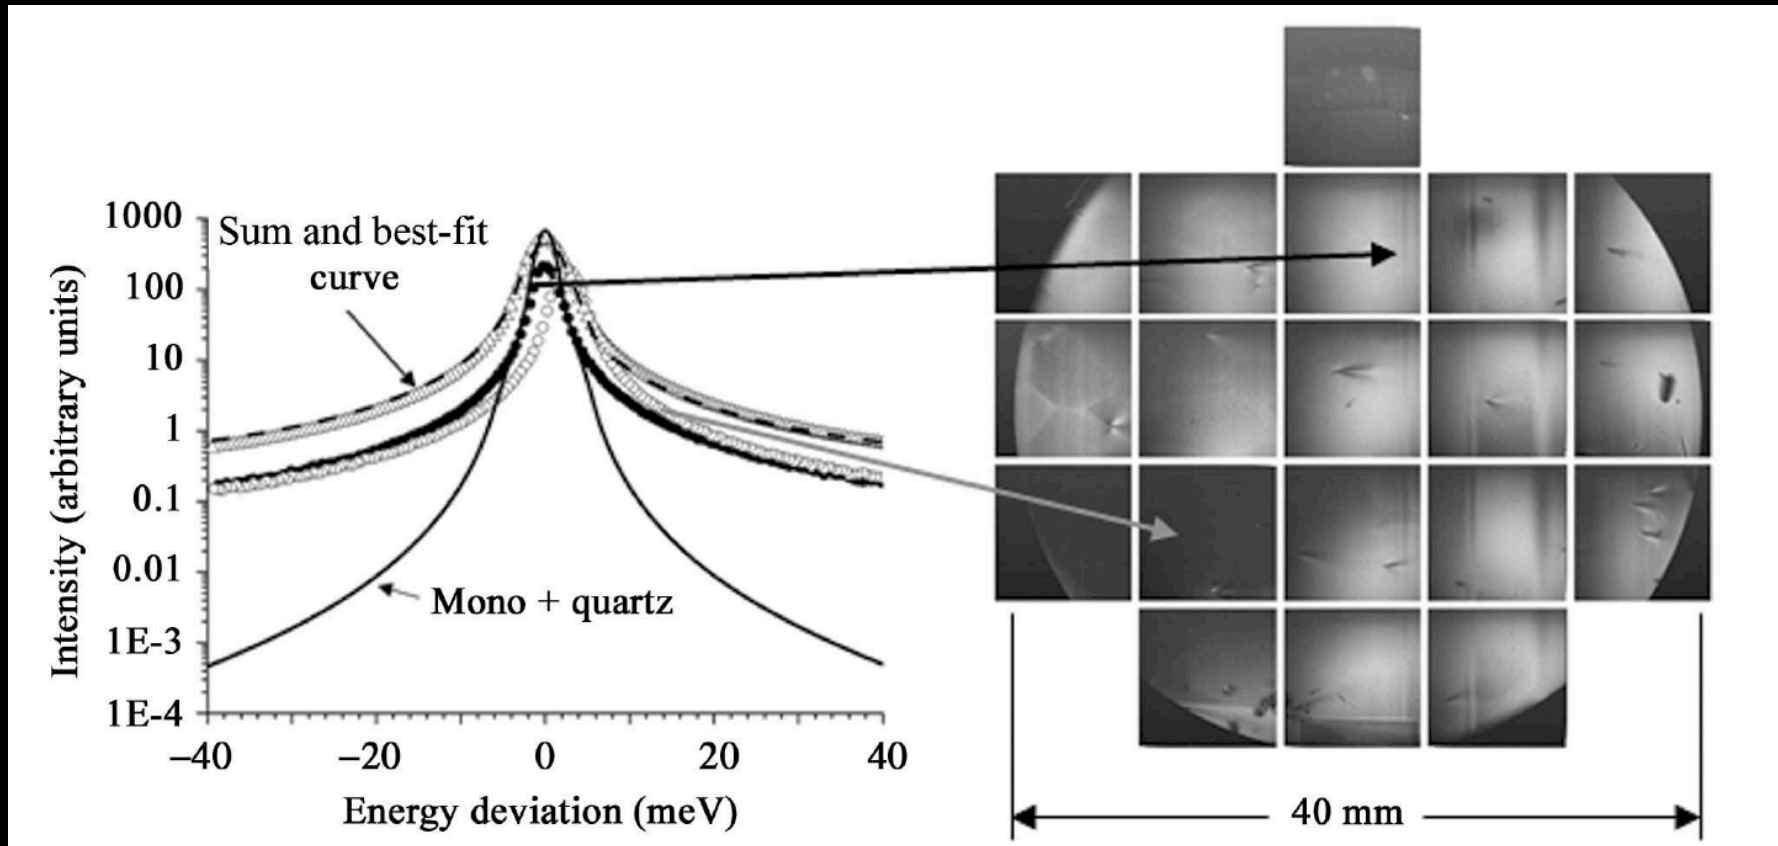 Sum and best-fit
curve
Mono + quartz
Intensity (arbitrary units)
1000
100
10
1
0.1
0.01
1E-3
1E-4
–40
–20
0
20
40
Energy deviation (meV)
40 mm